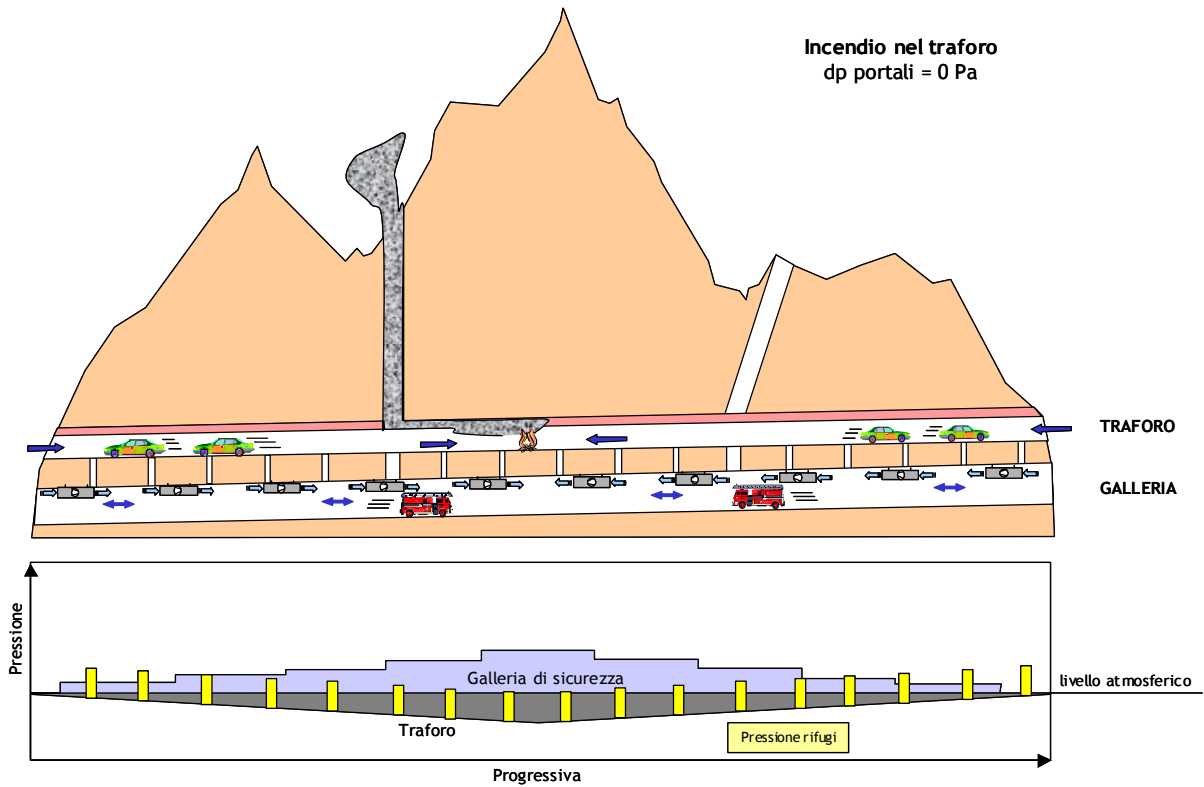 Incendio nel traforo
dp portali = 0 Pa
TRAFORO
GALLERIA
Pressione
Galleria di sicurezza
livello atmosferico
Traforo
Pressione rifugi
Progressiva